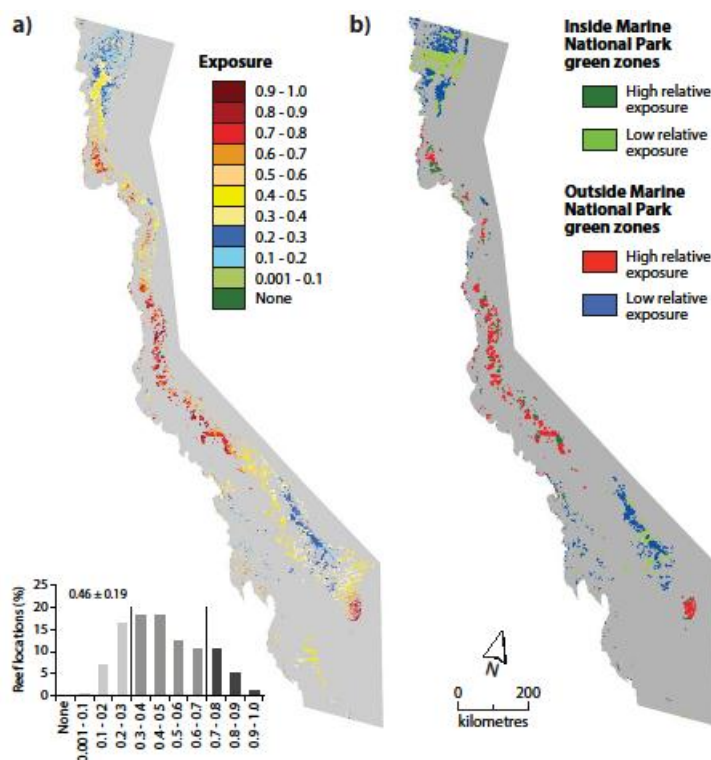 a)
Exposure
0.9 - 1.0
0.8 - 0.9
0.7 - 0.8
0.6 - 0.7
0.5 - 0.6
0.4 - 0.5
0.3 - 0.4
0.2 - 0.3
0.1 - 0.2
0.001 - 0.1
None
b)
Inside Marine
National Park
green zones
High relative
exposure
Low relative
exposure
Outside Marine
National Park
green zones
High relative
exposure
Low relative
exposure
Reef locations (%)
25
20
15
10
5
0
0.46 ± 0.19
None
0.001 - 0.1
0.1 - 0.2
0.2 - 0.3
0.3 - 0.4
0.4 - 0.5
0.5 - 0.6
0.6 - 0.7
0.7 - 0.8
0.8 - 0.9
0.9 - 1.0
N
0 200
kilometres